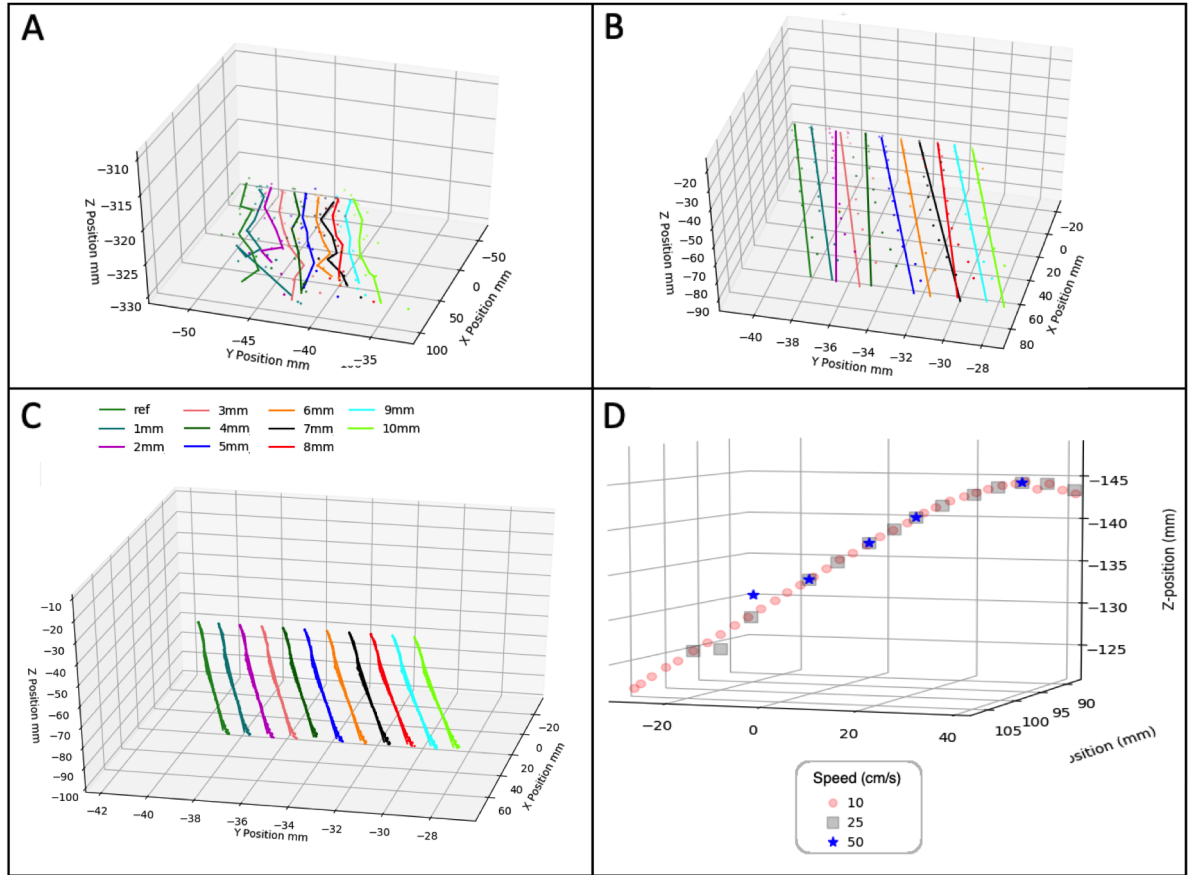 A
−310
−315
−320
−325
−330
Z Position mm
−50
−45
−40
−35
Y Position mm
−50
0
50
100
X Position mm
B
−20
−30
−40
−50
−60
−70
−80
−90
Z Position mm
−40
−38
−36
−34
−32
−30
−28
Y Position mm
−20
0
20
40
60
80
X Position mm
C
ref
1mm
2mm
3mm
4mm
5mm
6mm
7mm
8mm
9mm
10mm
−10
−20
−30
−40
−50
−60
−70
−80
−90
−100
Z Position mm
−42
−40
−38
−36
−34
−32
−30
−28
Y Position mm
−20
0
20
40
60
X Position mm
D
−145
−140
−135
−130
−125
Z-position (mm)
−20
0
20
40
105
100
95
90
osition (mm)
Speed (cm/s)
10
25
50